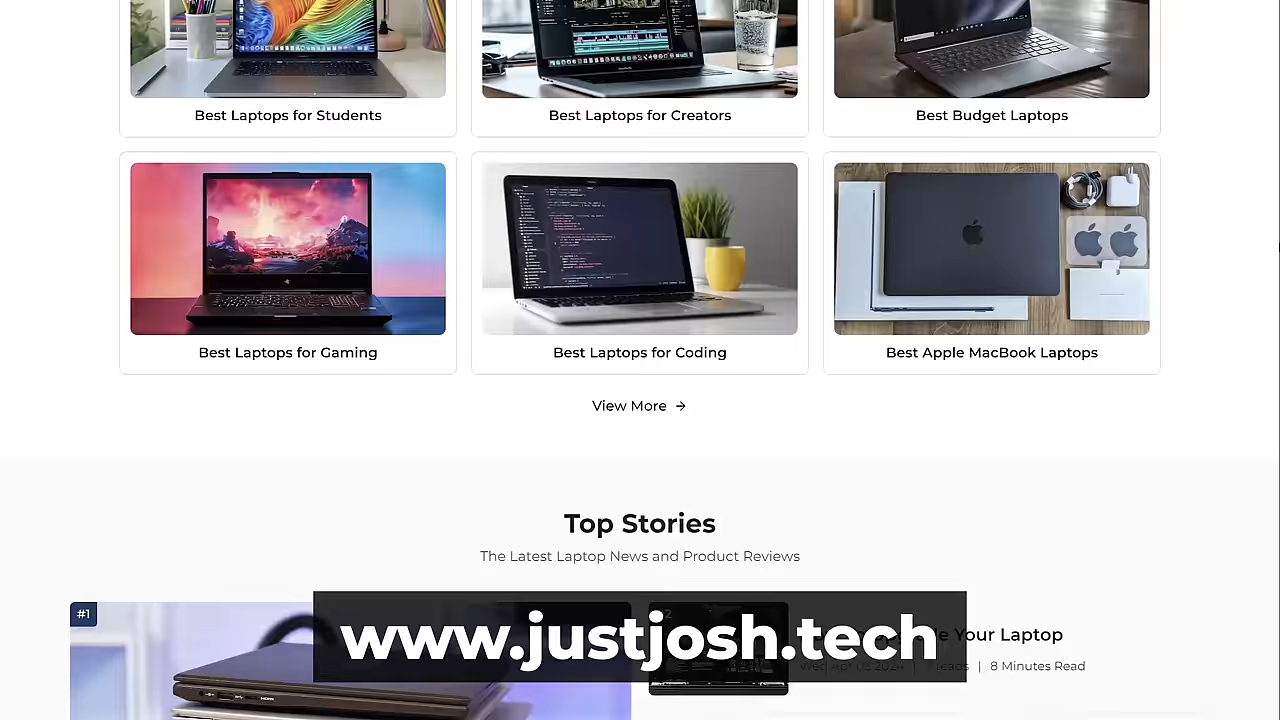 Best Laptops for Students
Best Laptops for Creators
Best Budget Laptops
Best Laptops for Gaming
Best Laptops for Coding
Best Apple MacBook Laptops
View More →
Top Stories
The Latest Laptop News and Product Reviews
#1
www.justjosh.tech
Your Laptop
| 8 Minutes Read